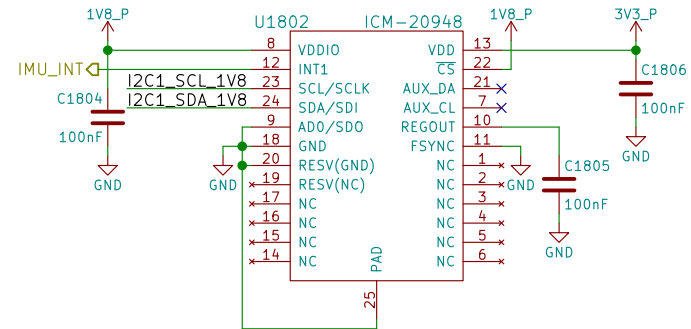 1V8_P
1V8_P
3V3_P
U1802
ICM-20948
8
VDDIO
VDD
13
IMU_INT
12
INT1
CS
22
I2C1_SCL_1V8
23
SCL/SCLK
AUX_DA
21
I2C1_SDA_1V8
24
SDA/SDI
AUX_CL
7
C1806
100nF
GND
C1804
100nF
GND
9
AD0/SDO
REGOUT
10
18
GND
FSYNC
11
GND
20
RESV(GND)
NC
1
GND
C1805
100nF
GND
19
RESV(NC)
NC
2
17
NC
NC
3
16
NC
NC
4
15
NC
NC
5
14
NC
NC
6
PAD
25